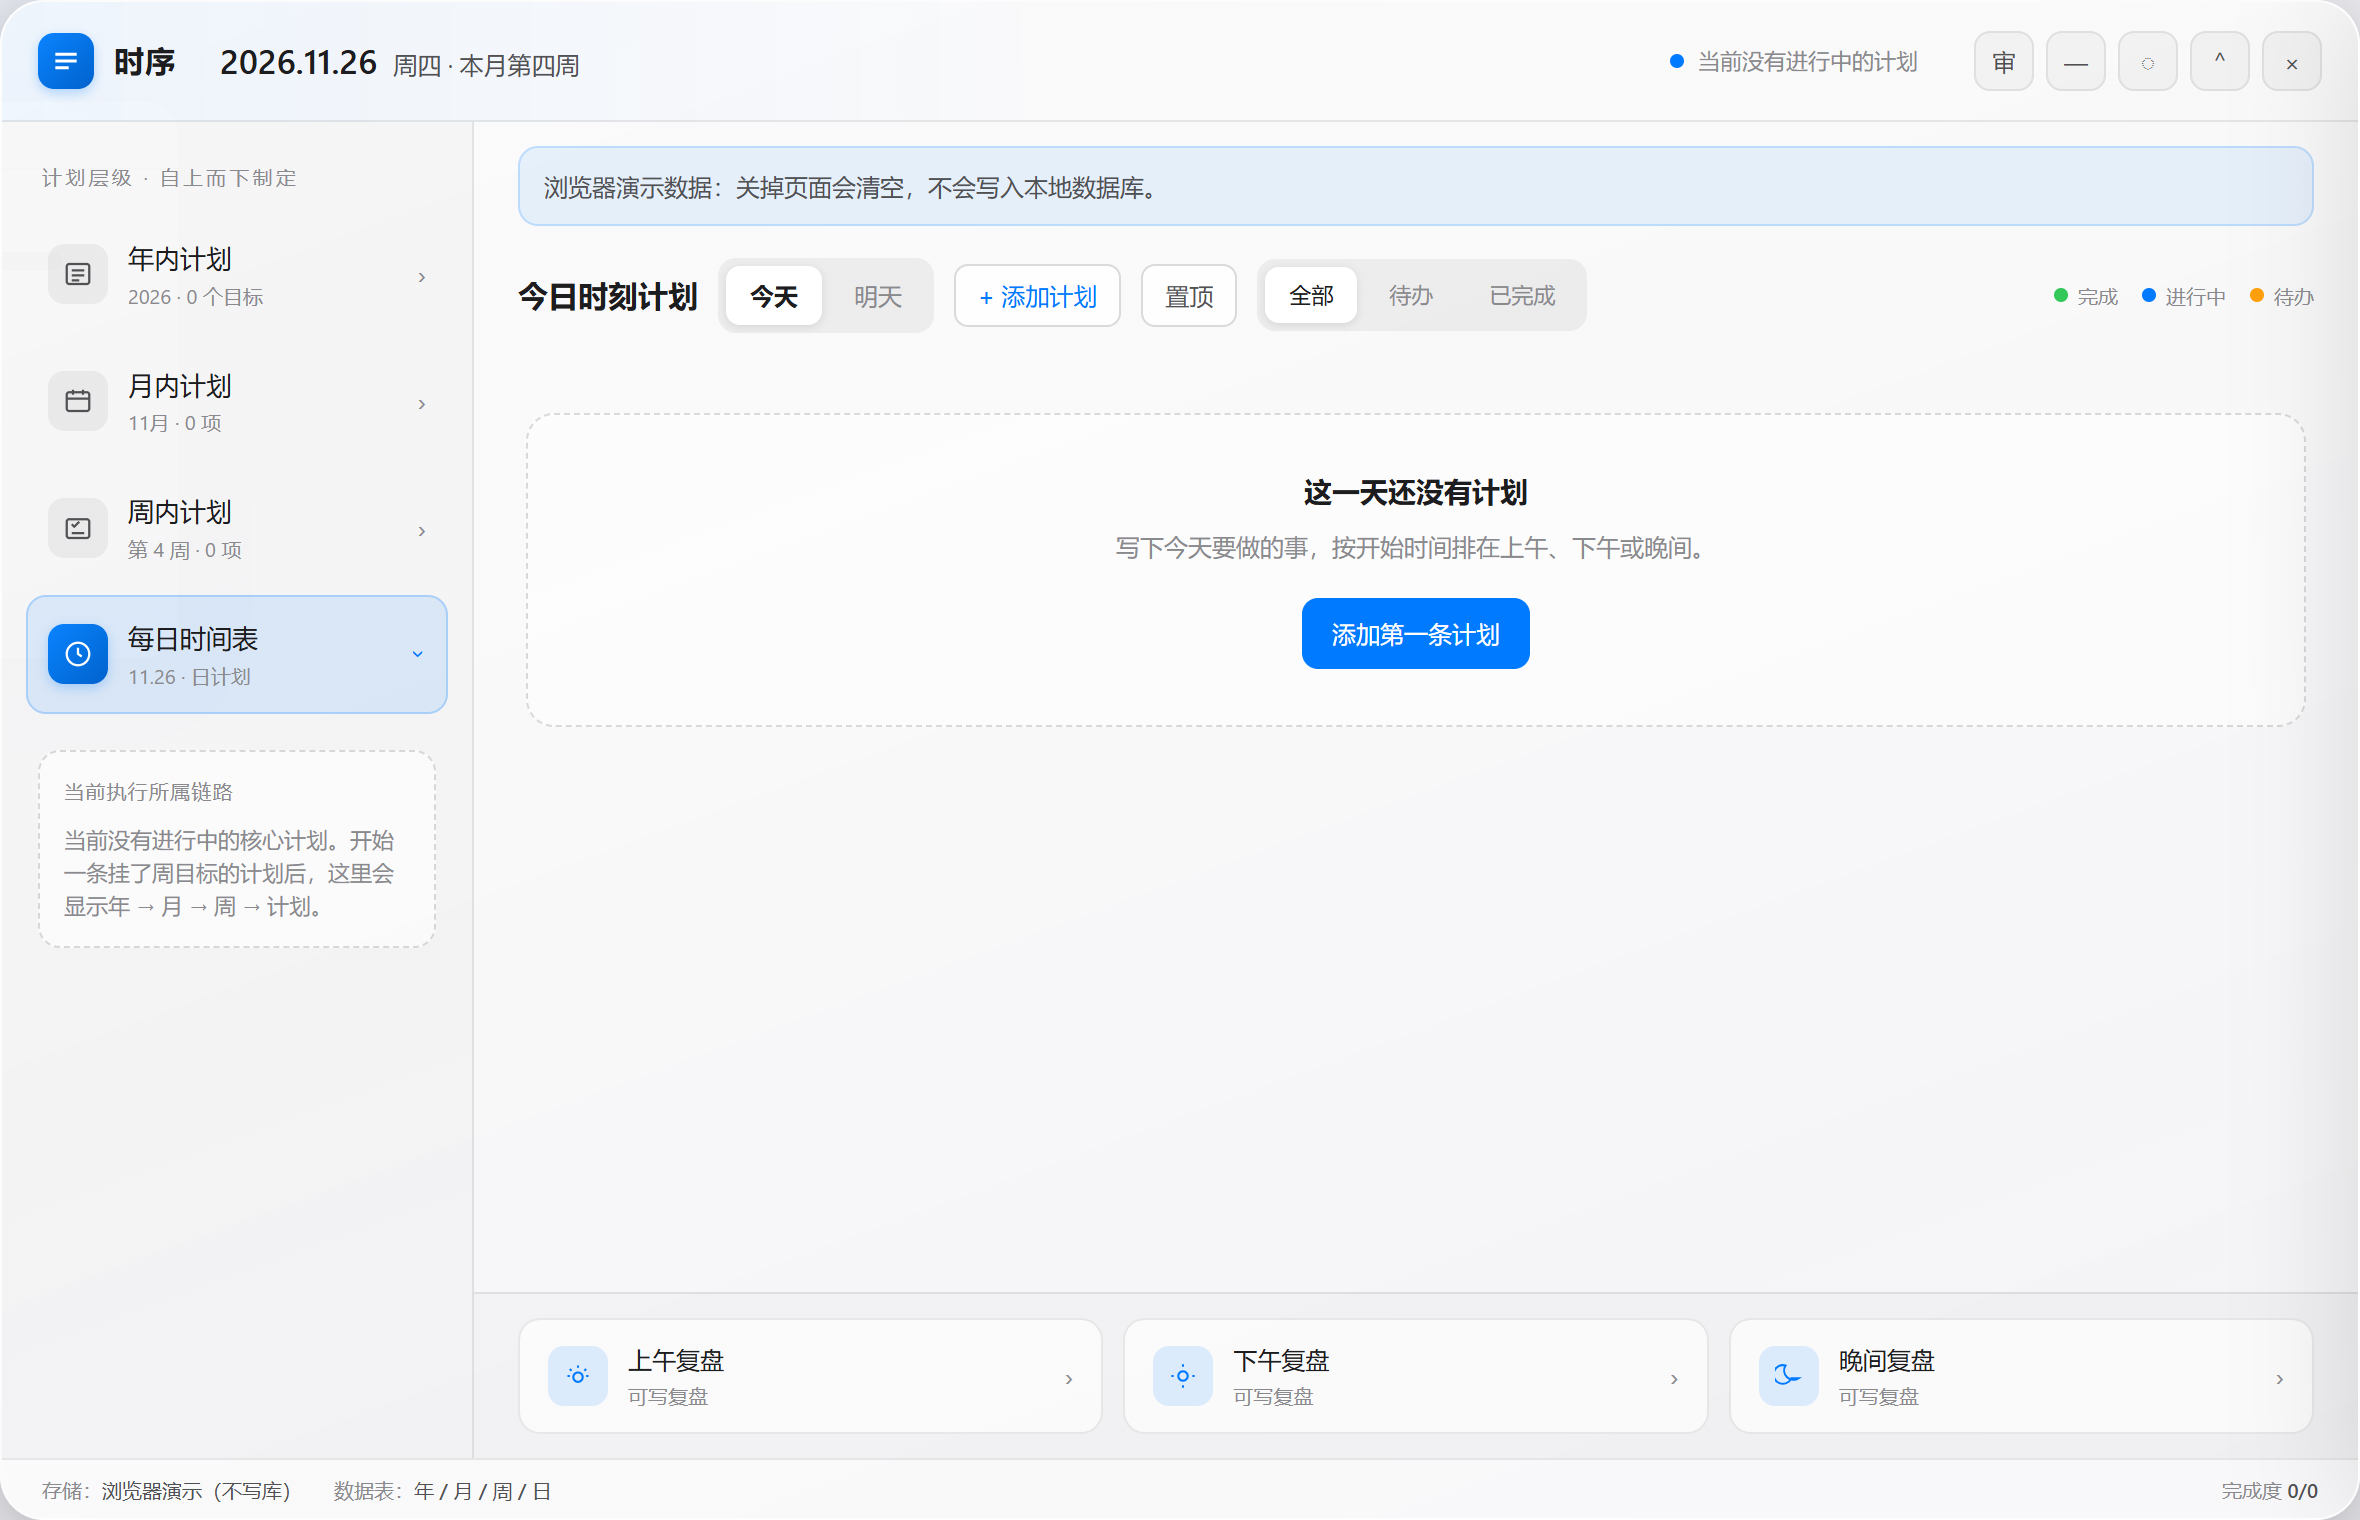 时序 2026.11.26 周四 · 本月第四周 当前没有进行中的计划 审 — ◌ ^ ×
计划层级 · 自上而下制定
年内计划
2026 · 0 个目标
›
月内计划
11月 · 0 项
›
周内计划
第 4 周 · 0 项
›
每日时间表
11.26 · 日计划
当前执行所属链路
当前没有进行中的核心计划。开始
一条挂了周目标的计划后，这里会
显示年 → 月 → 周 → 计划。
浏览器演示数据：关掉页面会清空，不会写入本地数据库。
今日时刻计划 今天 明天 + 添加计划 置顶 全部 待办 已完成 完成 进行中 待办
这一天还没有计划
写下今天要做的事，按开始时间排在上午、下午或晚间。
添加第一条计划
上午复盘
可写复盘
›
下午复盘
可写复盘
›
晚间复盘
可写复盘
›
存储：浏览器演示（不写库） 数据表：年 / 月 / 周 / 日 完成度 0/0